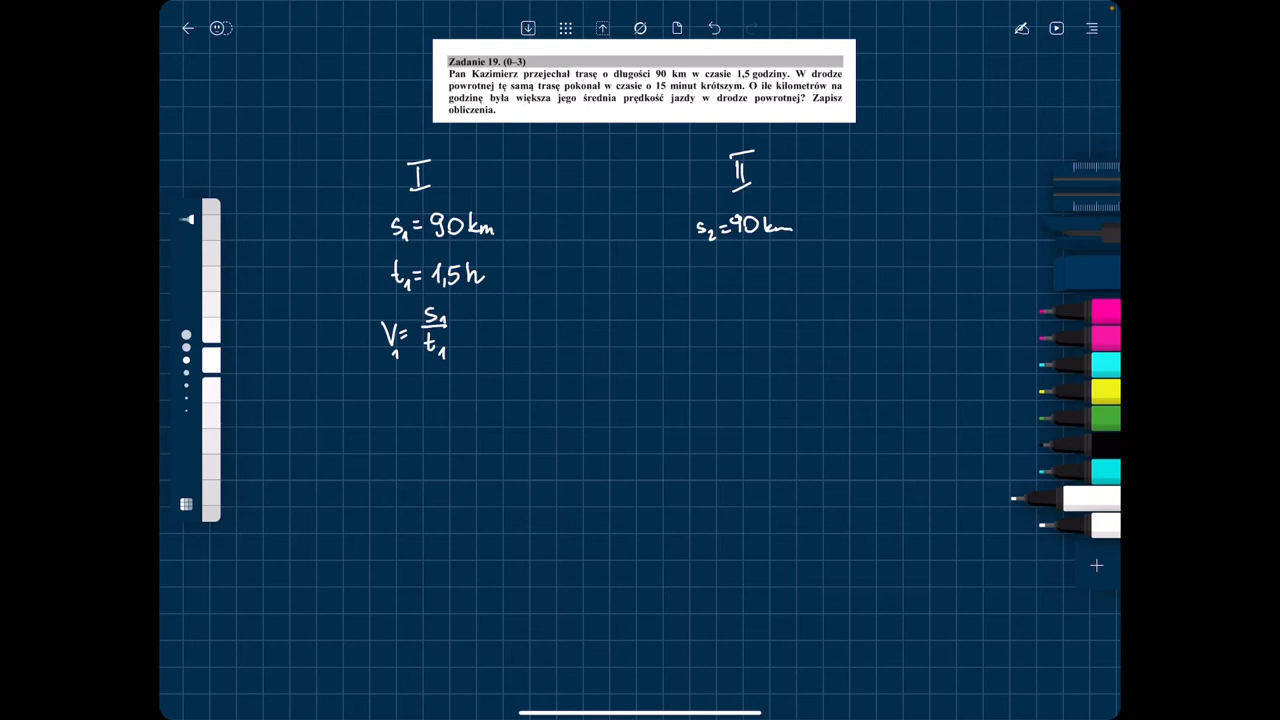 Zadanie 19. (0–3)
Pan Kazimierz przejechał trasę o długości 90 km w czasie 1,5 godziny. W drodze
powrotnej tę samą trasę pokonał w czasie o 15 minut krótszym. O ile kilometrów na
godzinę była większa jego średnia prędkość jazdy w drodze powrotnej? Zapisz
obliczenia.
I
II
s₁ = 90 km
s₂ = 90 km
t₁ = 1,5 h
V₁ = s₁/t₁